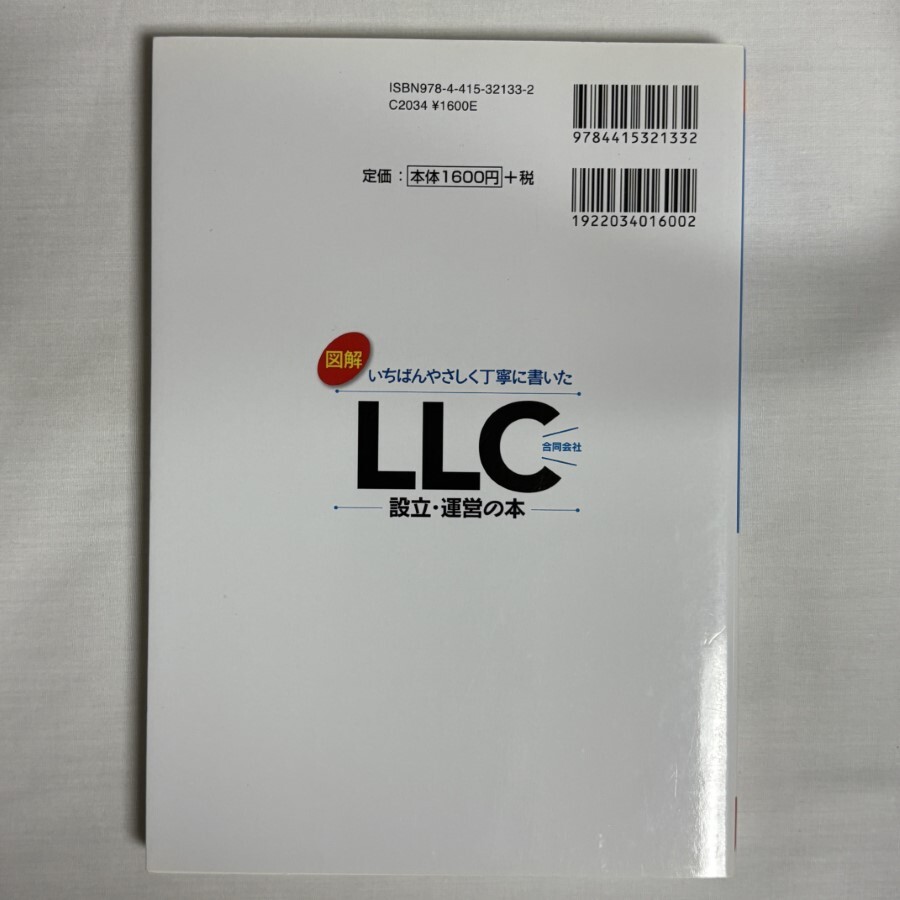 ISBN978-4-415-32133-2
C2034 ¥1600E
9784415321332
定価：本体1600円+税
1922034016002
図解
いちばんやさしく丁寧に書いた
LLC
合同会社
設立・運営の本